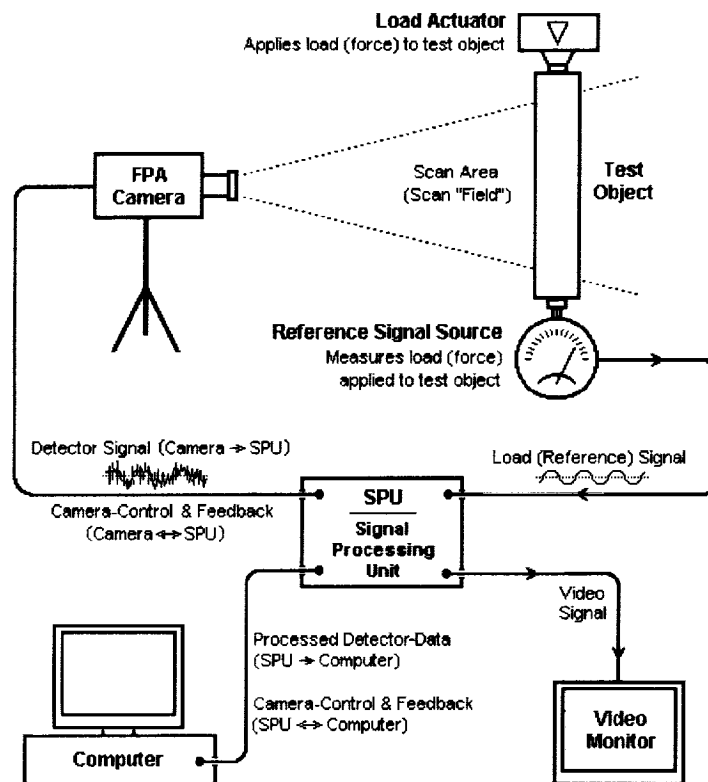 Load Actuator
Applies load (force) to test object
FPA
Camera
Scan Area
(Scan "Field")
Test
Object
Reference Signal Source
Measures load (force)
applied to test object
Detector Signal (Camera → SPU)
Load (Reference) Signal
Camera-Control & Feedback
(Camera ↔ SPU)
SPU
Signal
Processing
Unit
Video
Signal
Processed Detector-Data
(SPU → Computer)
Camera-Control & Feedback
(SPU ↔ Computer)
Computer
Video
Monitor